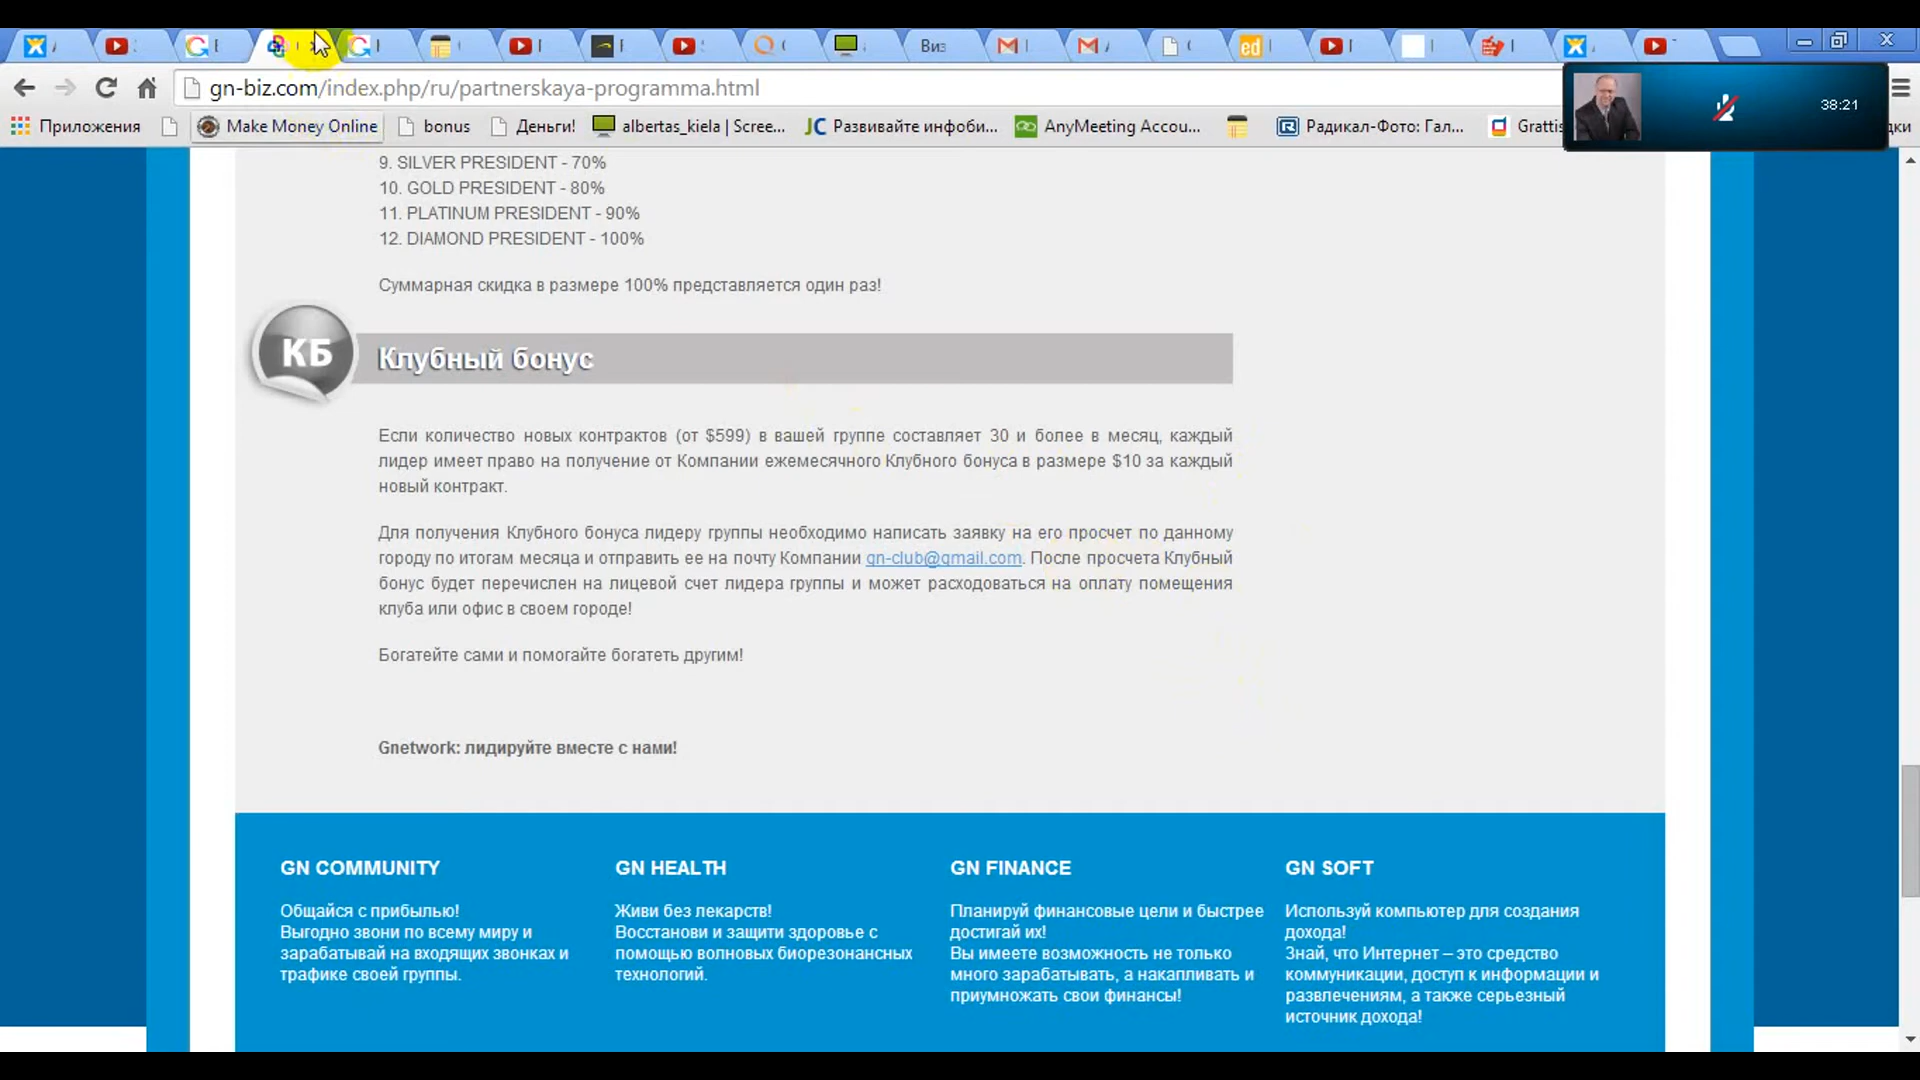 Виз
ed
gn-biz.com/index.php/ru/partnerskaya-programma.html
38:21
Приложения
Make Money Online
bonus
Деньги!
albertas_kiela | Scree...
JC Развивайте инфоби...
AnyMeeting Accou...
Радикал-Фото: Гал...
Grattis
дки
9. SILVER PRESIDENT - 70%
10. GOLD PRESIDENT - 80%
11. PLATINUM PRESIDENT - 90%
12. DIAMOND PRESIDENT - 100%
Суммарная скидка в размере 100% представляется один раз!
КБ
Клубный бонус
Если количество новых контрактов (от $599) в вашей группе составляет 30 и более в месяц, каждый
лидер имеет право на получение от Компании ежемесячного Клубного бонуса в размере $10 за каждый
новый контракт.
Для получения Клубного бонуса лидеру группы необходимо написать заявку на его просчет по данному
городу по итогам месяца и отправить ее на почту Компании gn-club@gmail.com. После просчета Клубный
бонус будет перечислен на лицевой счет лидера группы и может расходоваться на оплату помещения
клуба или офис в своем городе!
Богатейте сами и помогайте богатеть другим!
Gnetwork: лидируйте вместе с нами!
GN COMMUNITY
Общайся с прибылью!
Выгодно звони по всему миру и
зарабатывай на входящих звонках и
трафике своей группы.
GN HEALTH
Живи без лекарств!
Восстанови и защити здоровье с
помощью волновых биорезонансных
технологий.
GN FINANCE
Планируй финансовые цели и быстрее
достигай их!
Вы имеете возможность не только
много зарабатывать, а накапливать и
приумножать свои финансы!
GN SOFT
Используй компьютер для создания
дохода!
Знай, что Интернет – это средство
коммуникации, доступ к информации и
развлечениям, а также серьезный
источник дохода!